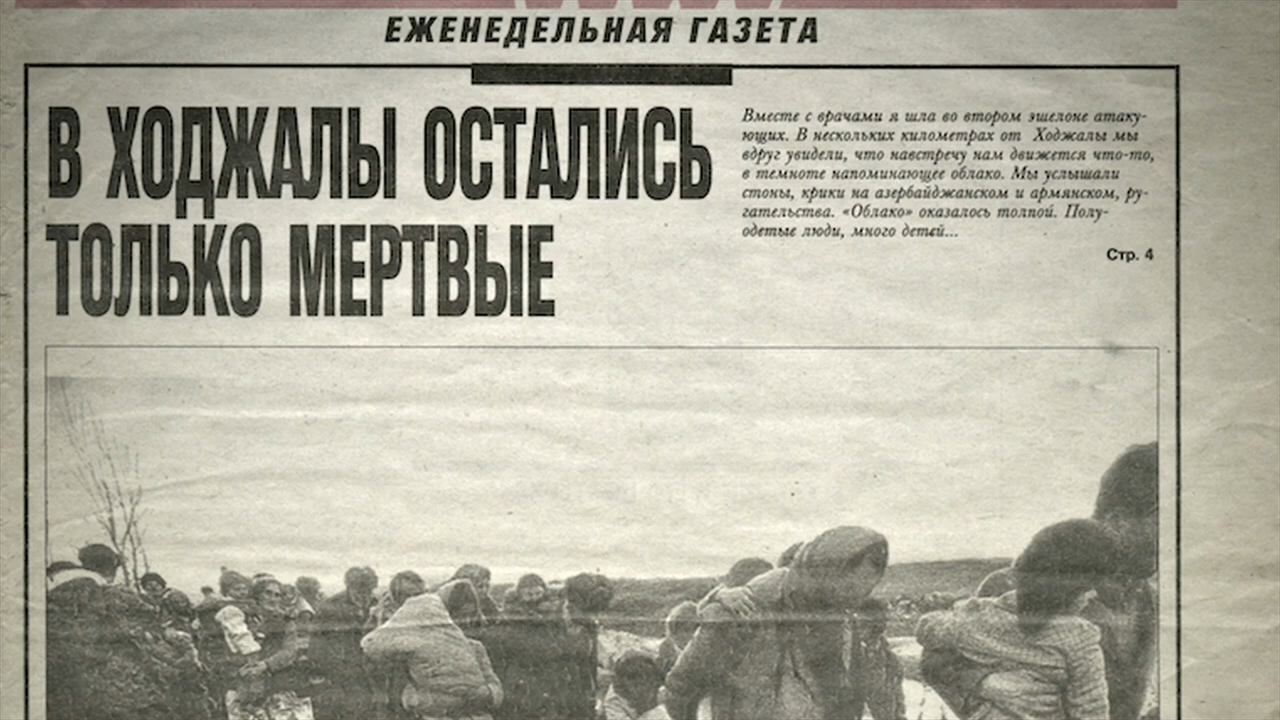 ЕЖЕНЕДЕЛЬНАЯ ГАЗЕТА
В ХОДЖАЛЫ ОСТАЛИСЬ
ТОЛЬКО МЕРТВЫЕ
Вместе с врачами я шла во втором эшелоне атаку-
ющих. В нескольких километрах от Ходжалы мы
вдруг увидели, что навстречу нам движется что-то,
в темноте напоминающее облако. Мы услышали
стоны, крики на азербайджанском и армянском, ру-
гательства. «Облако» оказалось толпой. Полу-
одетые люди, много детей...
Стр. 4